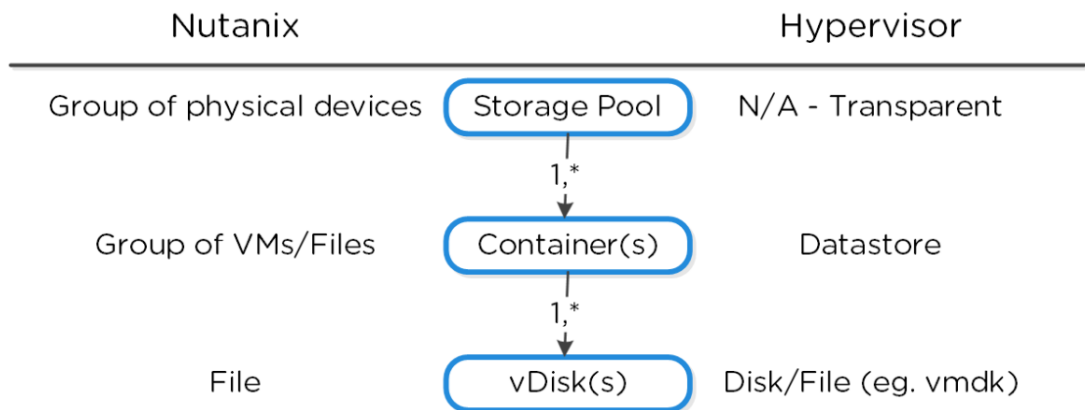 Nutanix Hypervisor
Group of physical devices Storage Pool N/A - Transparent
1,*
Group of VMs/Files Container(s) Datastore
1,*
File vDisk(s) Disk/File (eg. vmdk)